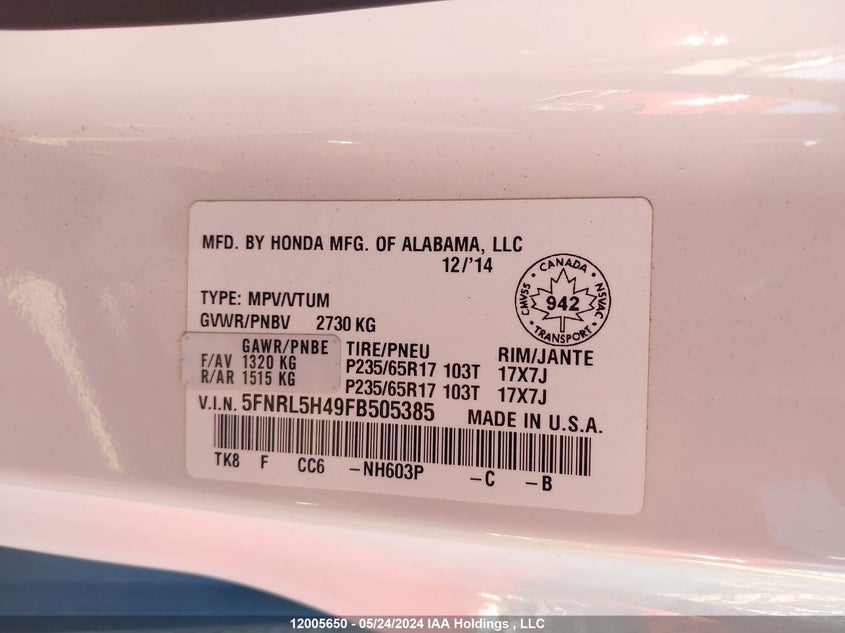 MFD. BY HONDA MFG. OF ALABAMA, LLC
12/'14
CANADA
CMVSS
942
NSVAC
TRANSPORT
TYPE: MPV/VTUM
GVWR/PNBV 2730 KG
GAWR/PNBE TIRE/PNEU RIM/JANTE
F/AV 1320 KG P235/65R17 103T 17X7J
R/AR 1515 KG P235/65R17 103T 17X7J
V.I.N. 5FNRL5H49FB505385 MADE IN U.S.A.
TK8 F CC6 -NH603P -C -B
12005650 - 05/24/2024 IAA Holdings , LLC